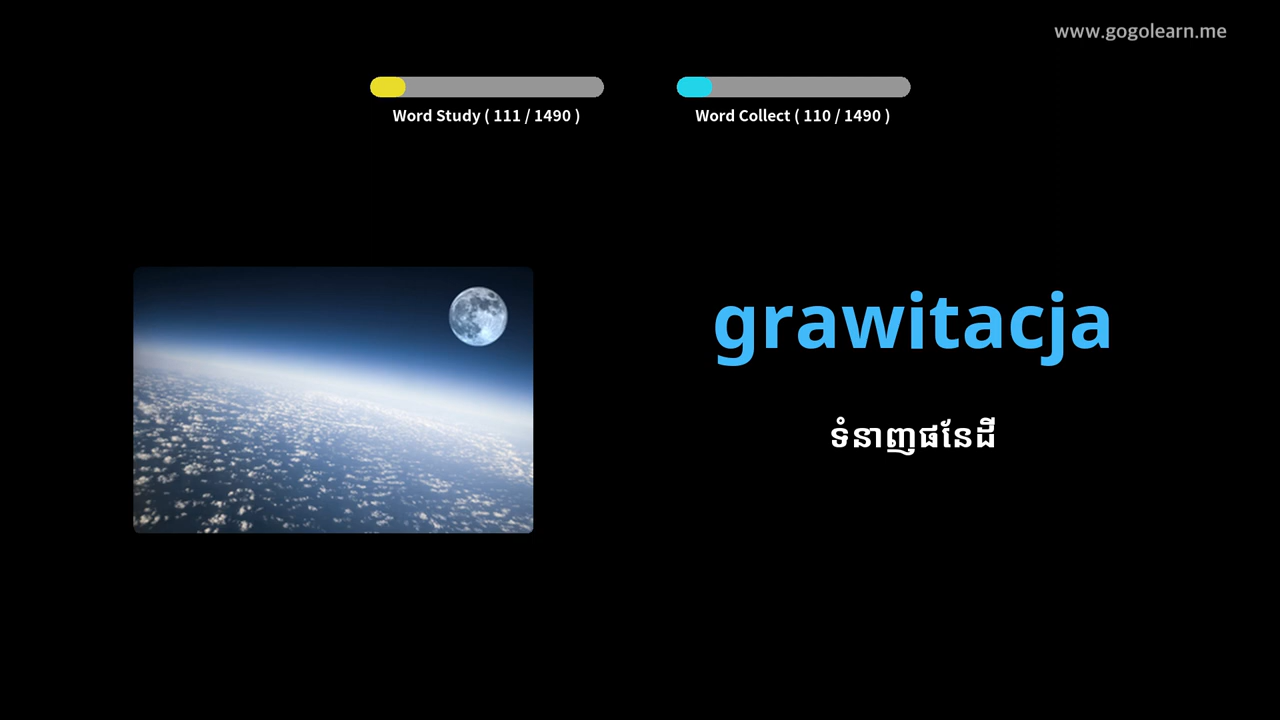 www.gogolearn.me
Word Study ( 111 / 1490 )
Word Collect ( 110 / 1490 )
grawitacja
ទំនាញផែនដី